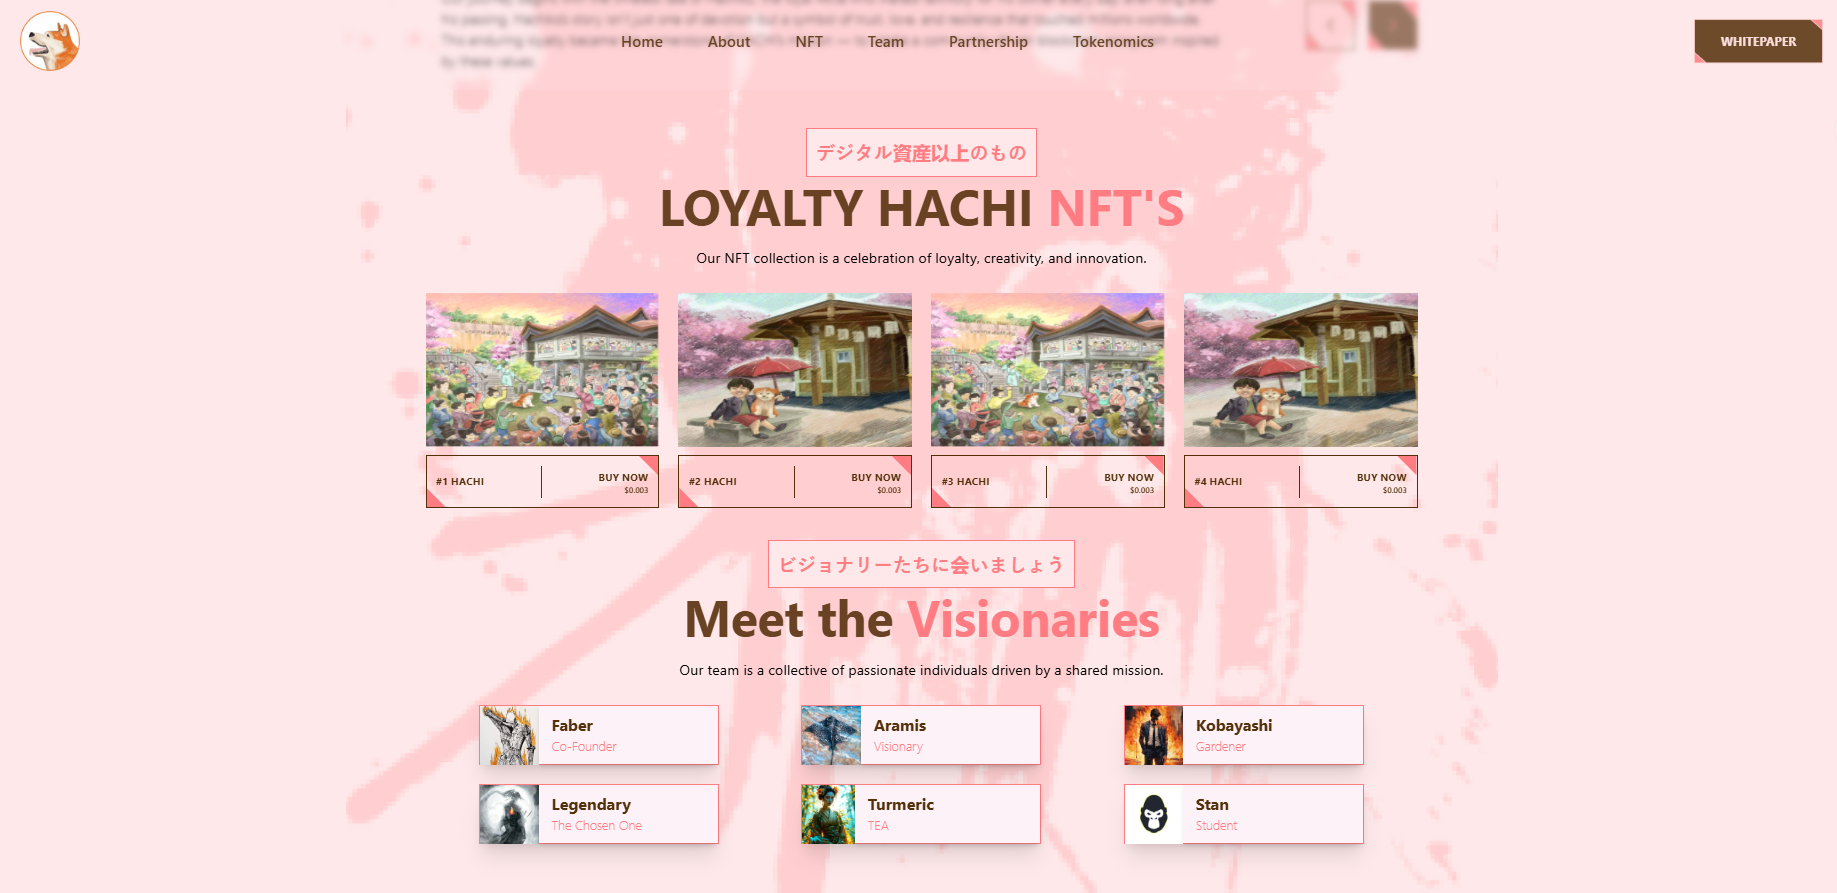 Home About NFT Team Partnership Tokenomics
WHITEPAPER
by these values.
デジタル資産以上のもの
LOYALTY HACHI NFT'S
Our NFT collection is a celebration of loyalty, creativity, and innovation.
#1 HACHI
BUY NOW
$0.003
#2 HACHI
BUY NOW
$0.003
#3 HACHI
BUY NOW
$0.003
#4 HACHI
BUY NOW
$0.003
ビジョナリーたちに会いましょう
Meet the Visionaries
Our team is a collective of passionate individuals driven by a shared mission.
Faber
Co-Founder
Aramis
Visionary
Kobayashi
Gardener
Legendary
The Chosen One
Turmeric
TEA
Stan
Student